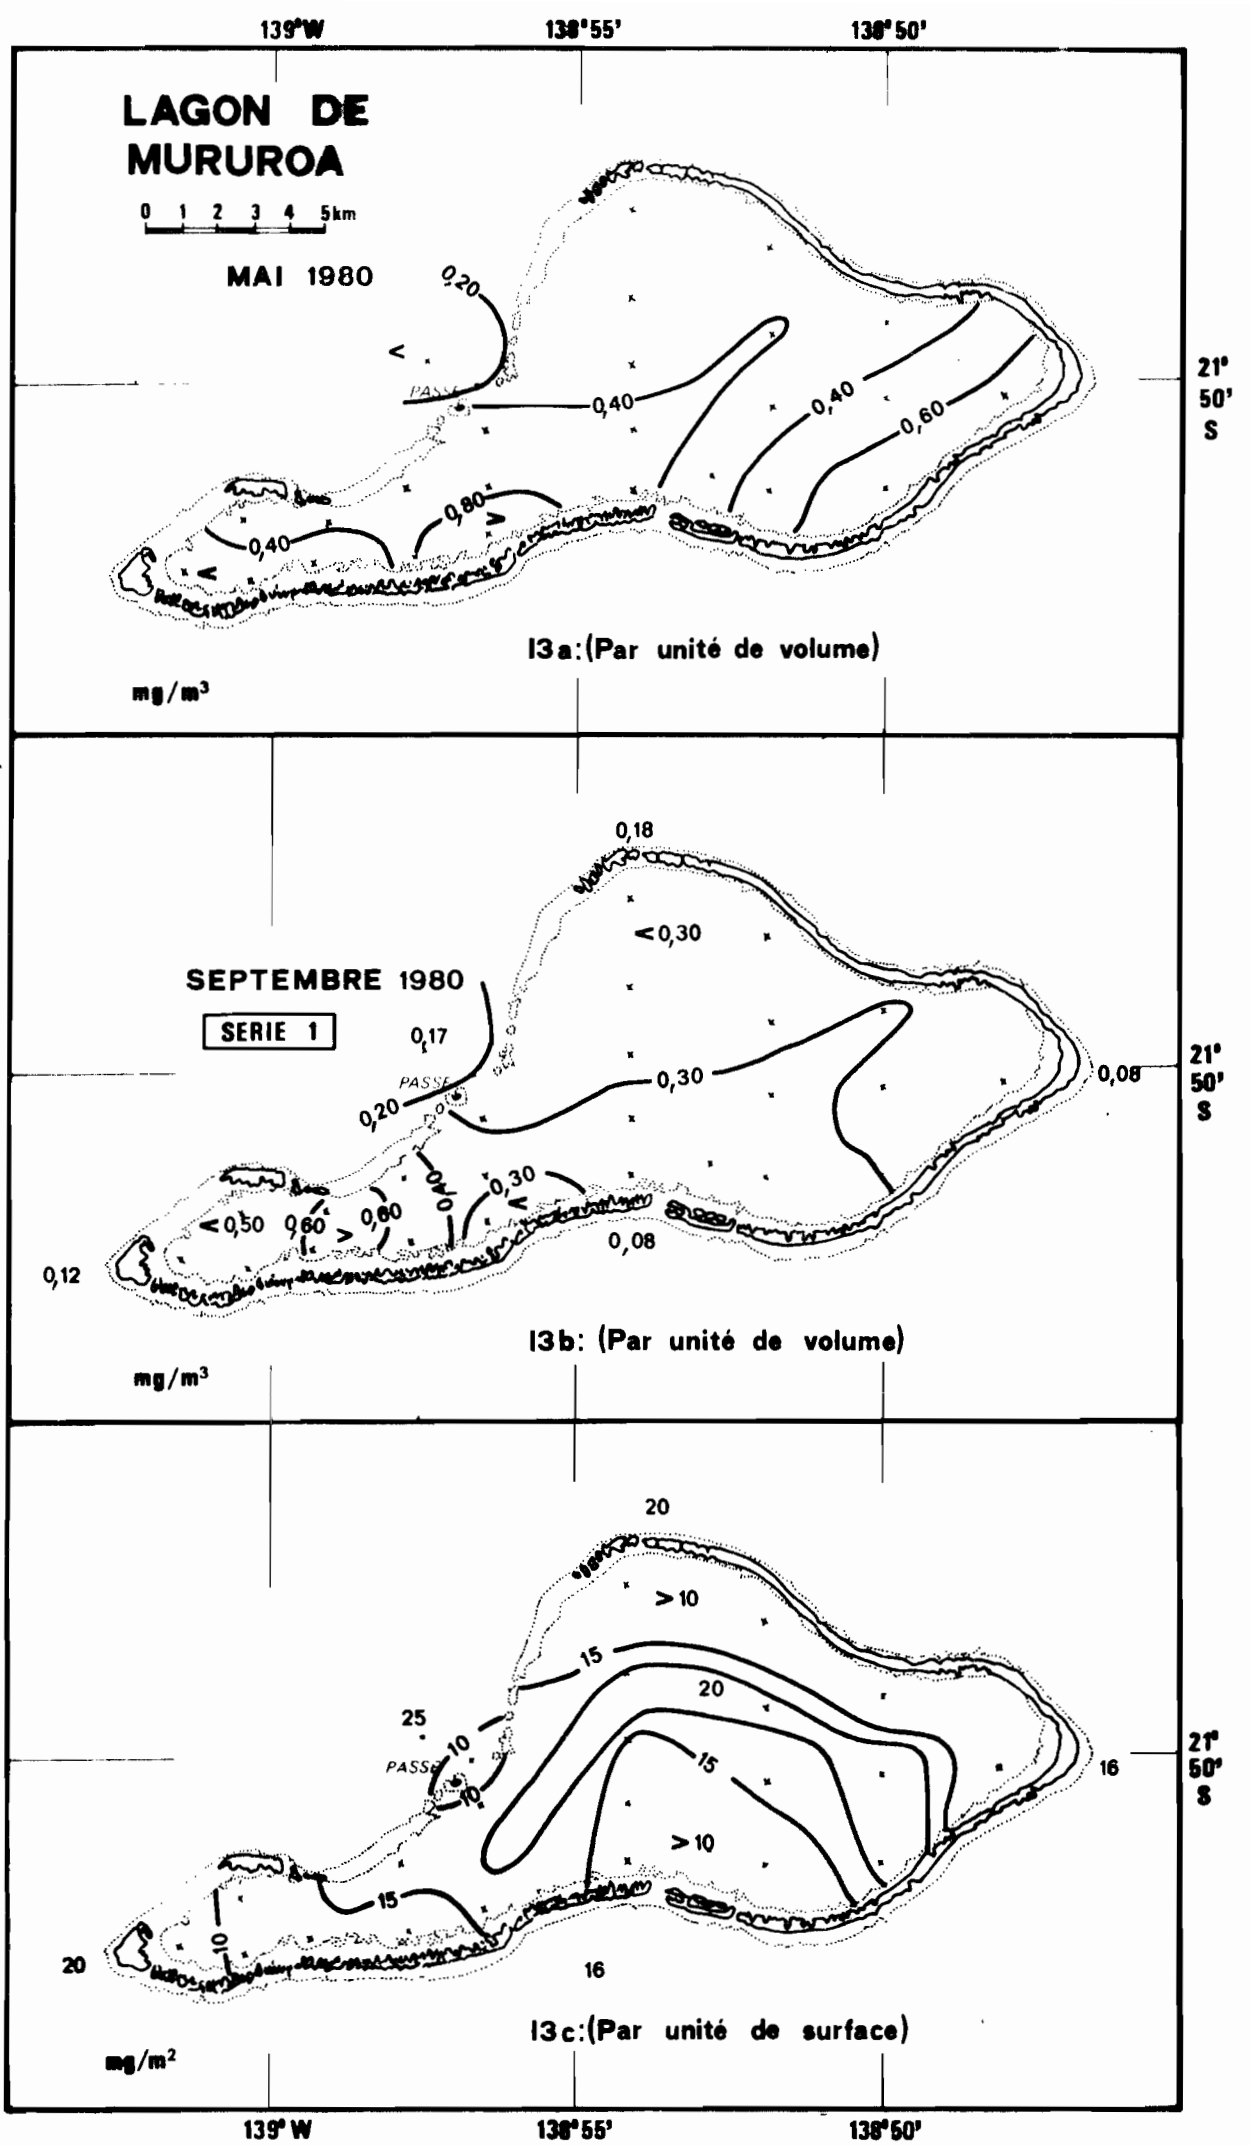 139°W 138°55' 138°50'
LAGON DE
MURUROA
0 1 2 3 4 5km
MAI 1980
0,20
<
PASSE
21°
50'
S
0,40
0,40
0,60
0,80
>
0,40
<
13a:(Par unité de volume)
mg/m³
0,18
<0,30
SEPTEMBRE 1980
SERIE 1
0,17
PASSE
21°
50'
S
0,08
0,30
0,20
0,40
0,30
<
<0,50 0,60 > 0,60
0,08
0,12
13b: (Par unité de volume)
mg/m³
20
>10
15
20
25
10
PASSE
21°
50'
S
15
16
10
>10
15
10
20
16
13c:(Par unité de surface)
mg/m²
139°W 138°55' 138°50'